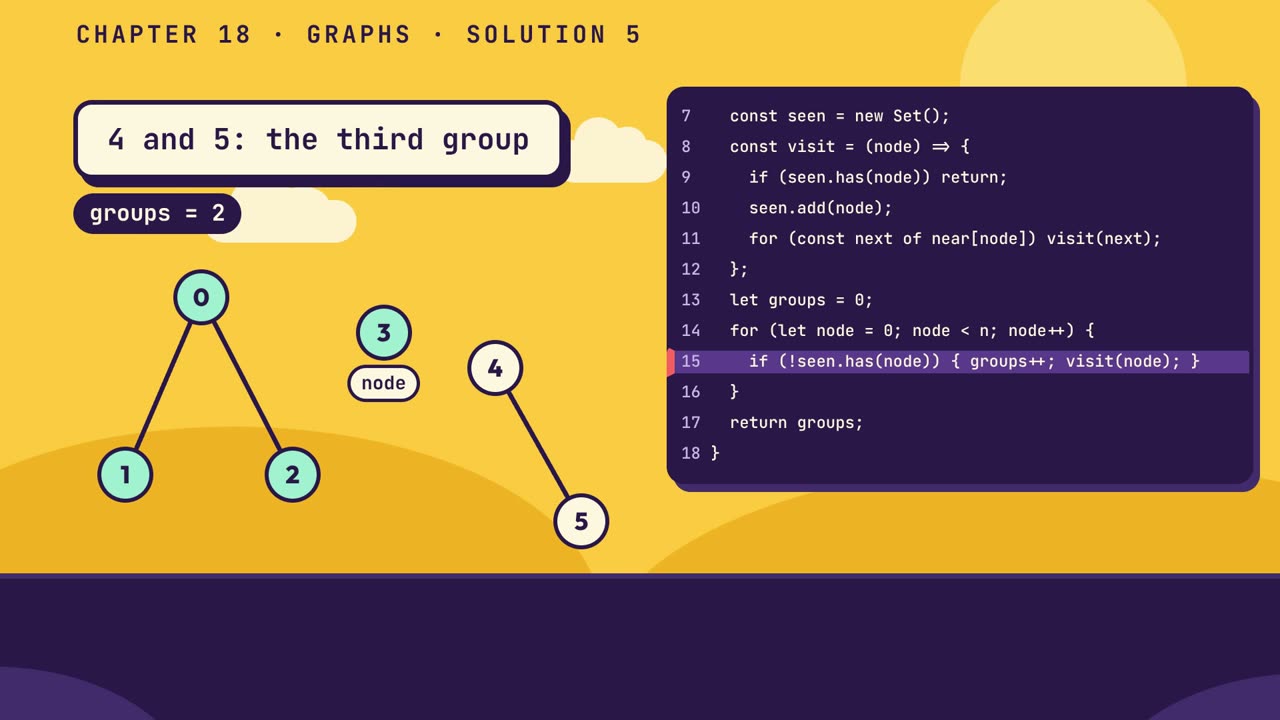 CHAPTER 18 · GRAPHS · SOLUTION 5
4 and 5: the third group
groups = 2
0
3
node
4
1
2
5
7 const seen = new Set();
8 const visit = (node) => {
9 if (seen.has(node)) return;
10 seen.add(node);
11 for (const next of near[node]) visit(next);
12 };
13 let groups = 0;
14 for (let node = 0; node < n; node++) {
15 if (!seen.has(node)) { groups++; visit(node); }
16 }
17 return groups;
18 }